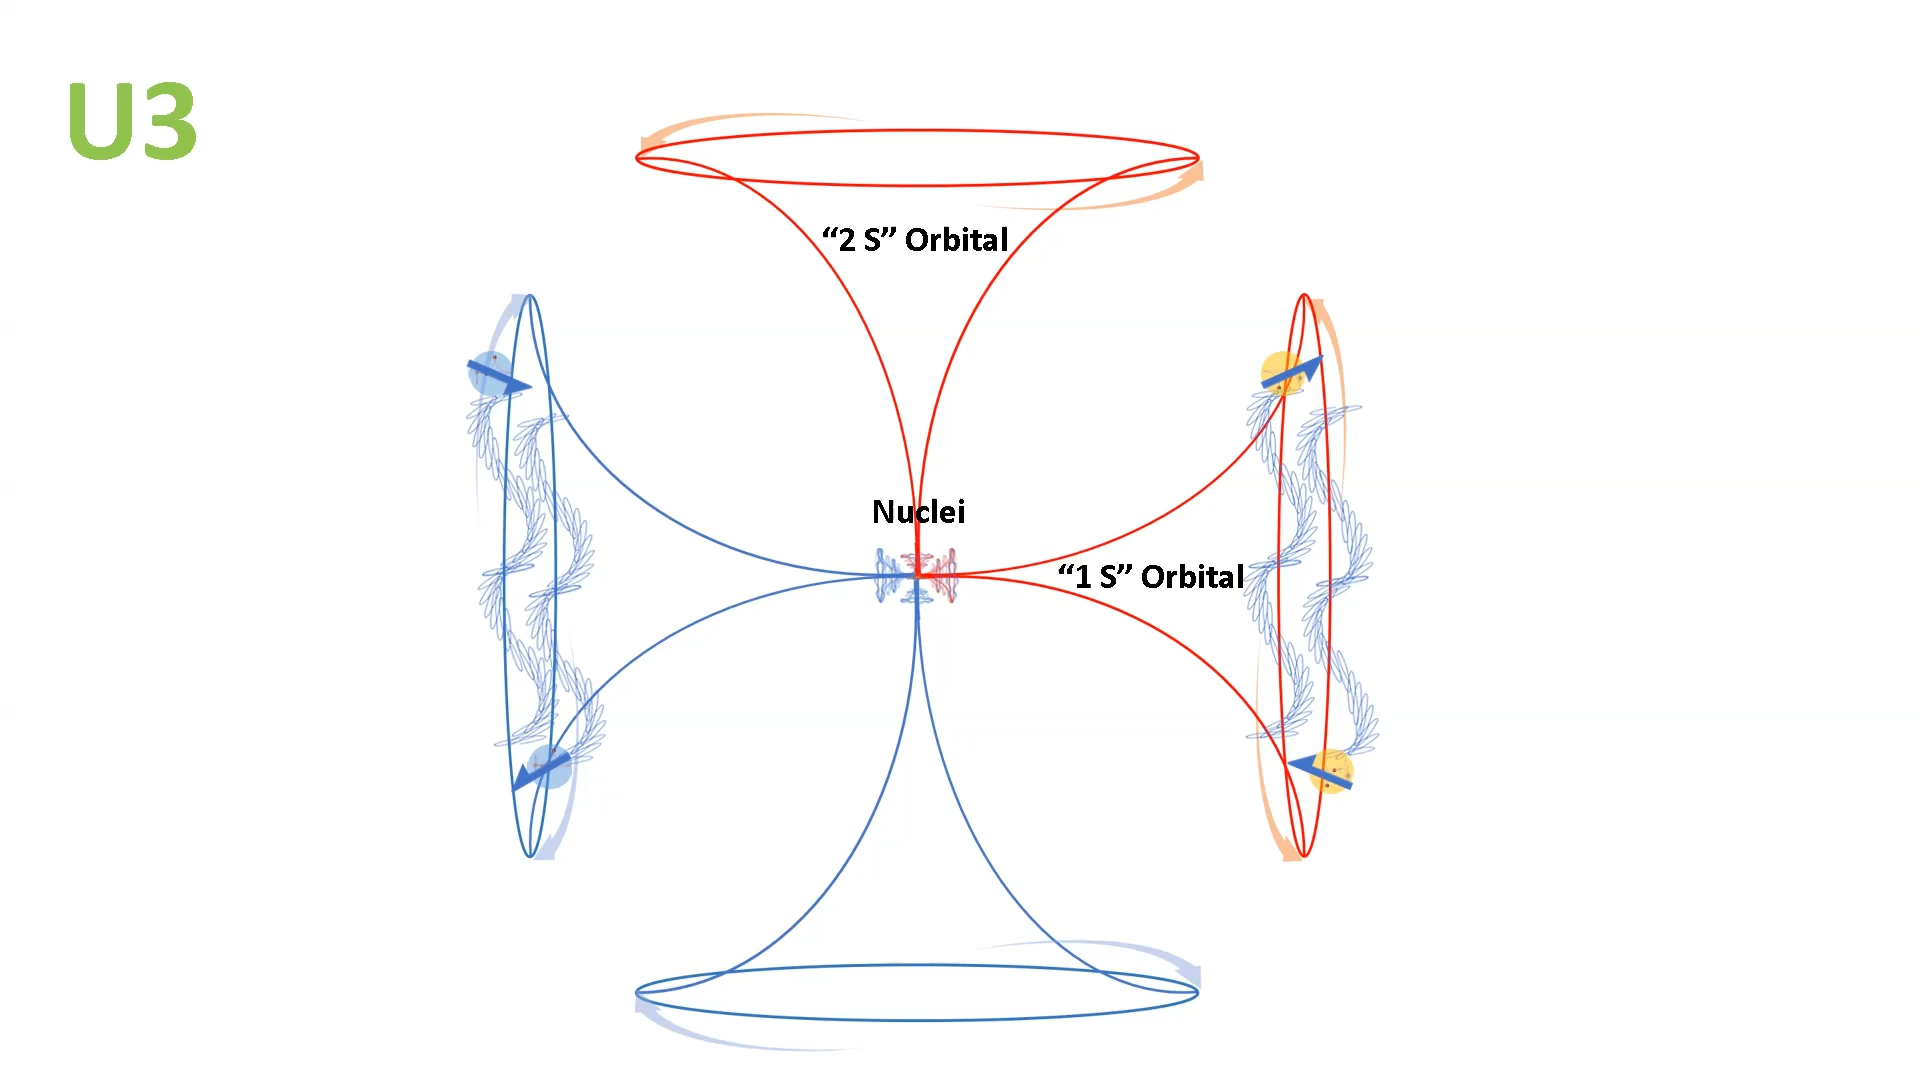 U3
“2 S” Orbital
Nuclei
“1 S” Orbital